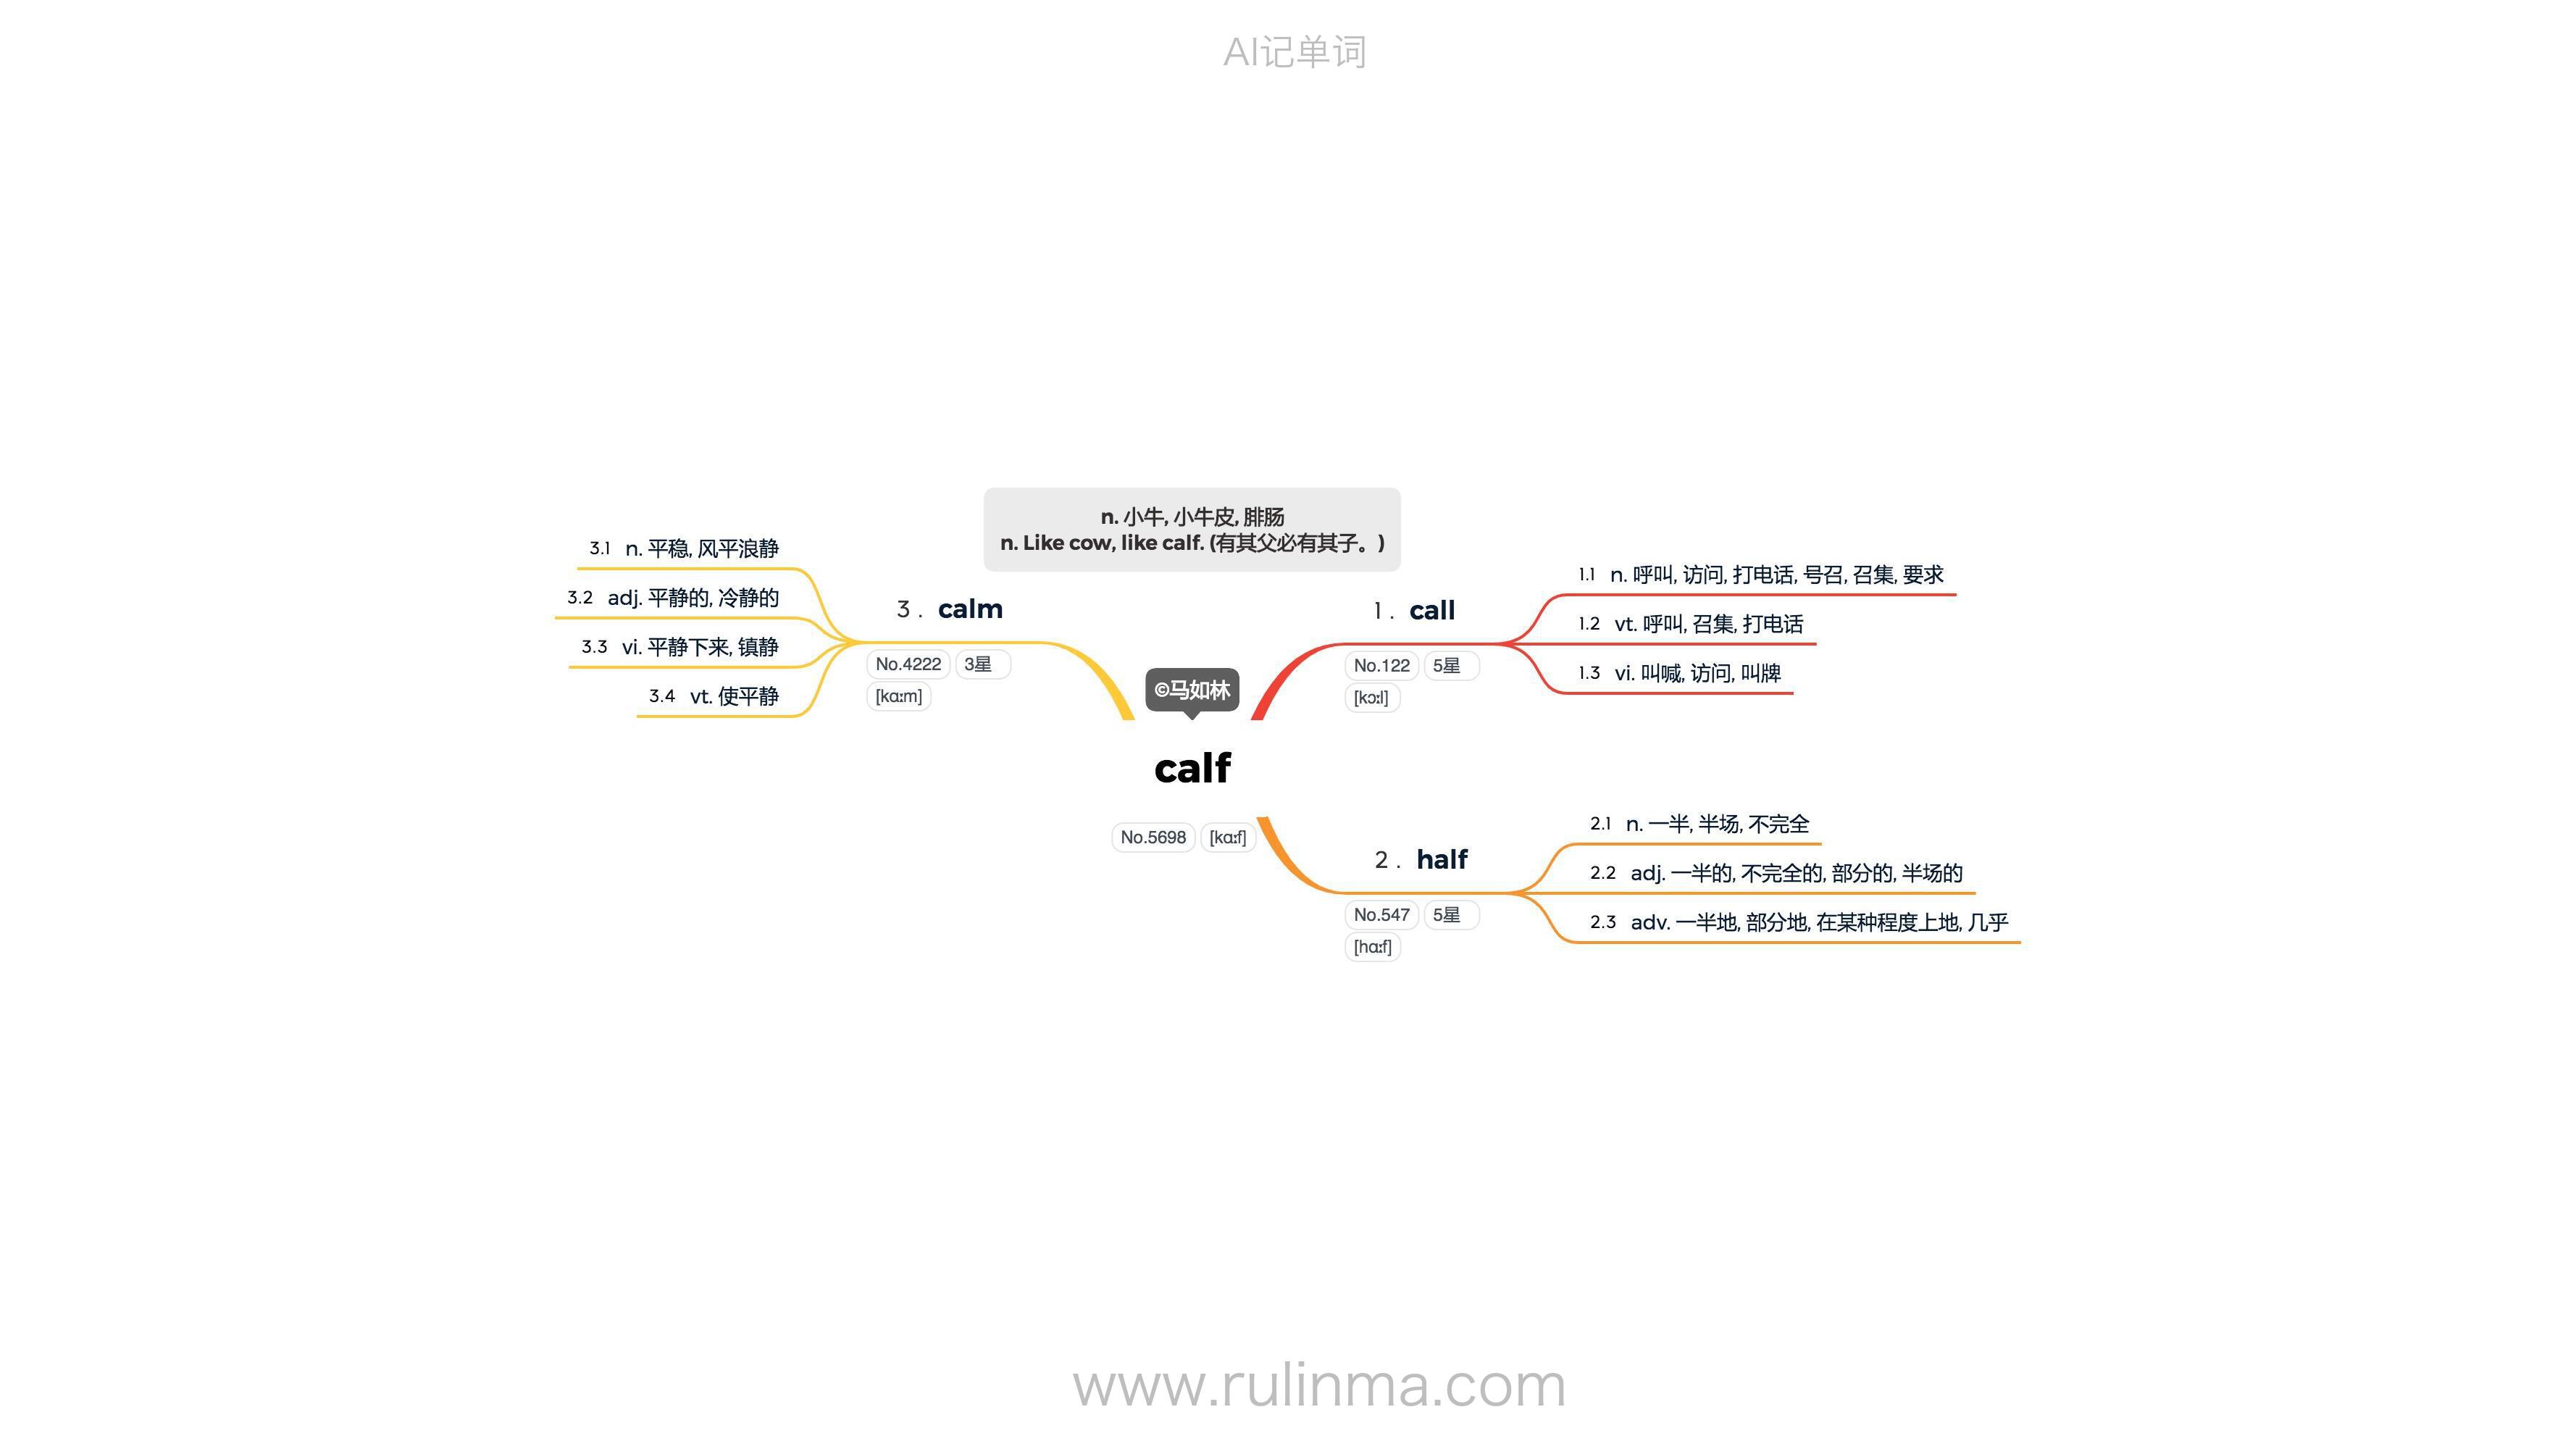 AI记单词
n. 小牛, 小牛皮, 腓肠
n. Like cow, like calf. (有其父必有其子。)
©马如林
calf
No.5698 [kɑːf]
1. call
No.122 5星
[kɔːl]
1.1 n. 呼叫, 访问, 打电话, 号召, 召集, 要求
1.2 vt. 呼叫, 召集, 打电话
1.3 vi. 叫喊, 访问, 叫牌
2. half
No.547 5星
[hɑːf]
2.1 n. 一半, 半场, 不完全
2.2 adj. 一半的, 不完全的, 部分的, 半场的
2.3 adv. 一半地, 部分地, 在某种程度上地, 几乎
3. calm
No.4222 3星
[kɑːm]
3.1 n. 平稳, 风平浪静
3.2 adj. 平静的, 冷静的
3.3 vi. 平静下来, 镇静
3.4 vt. 使平静
www.rulinma.com